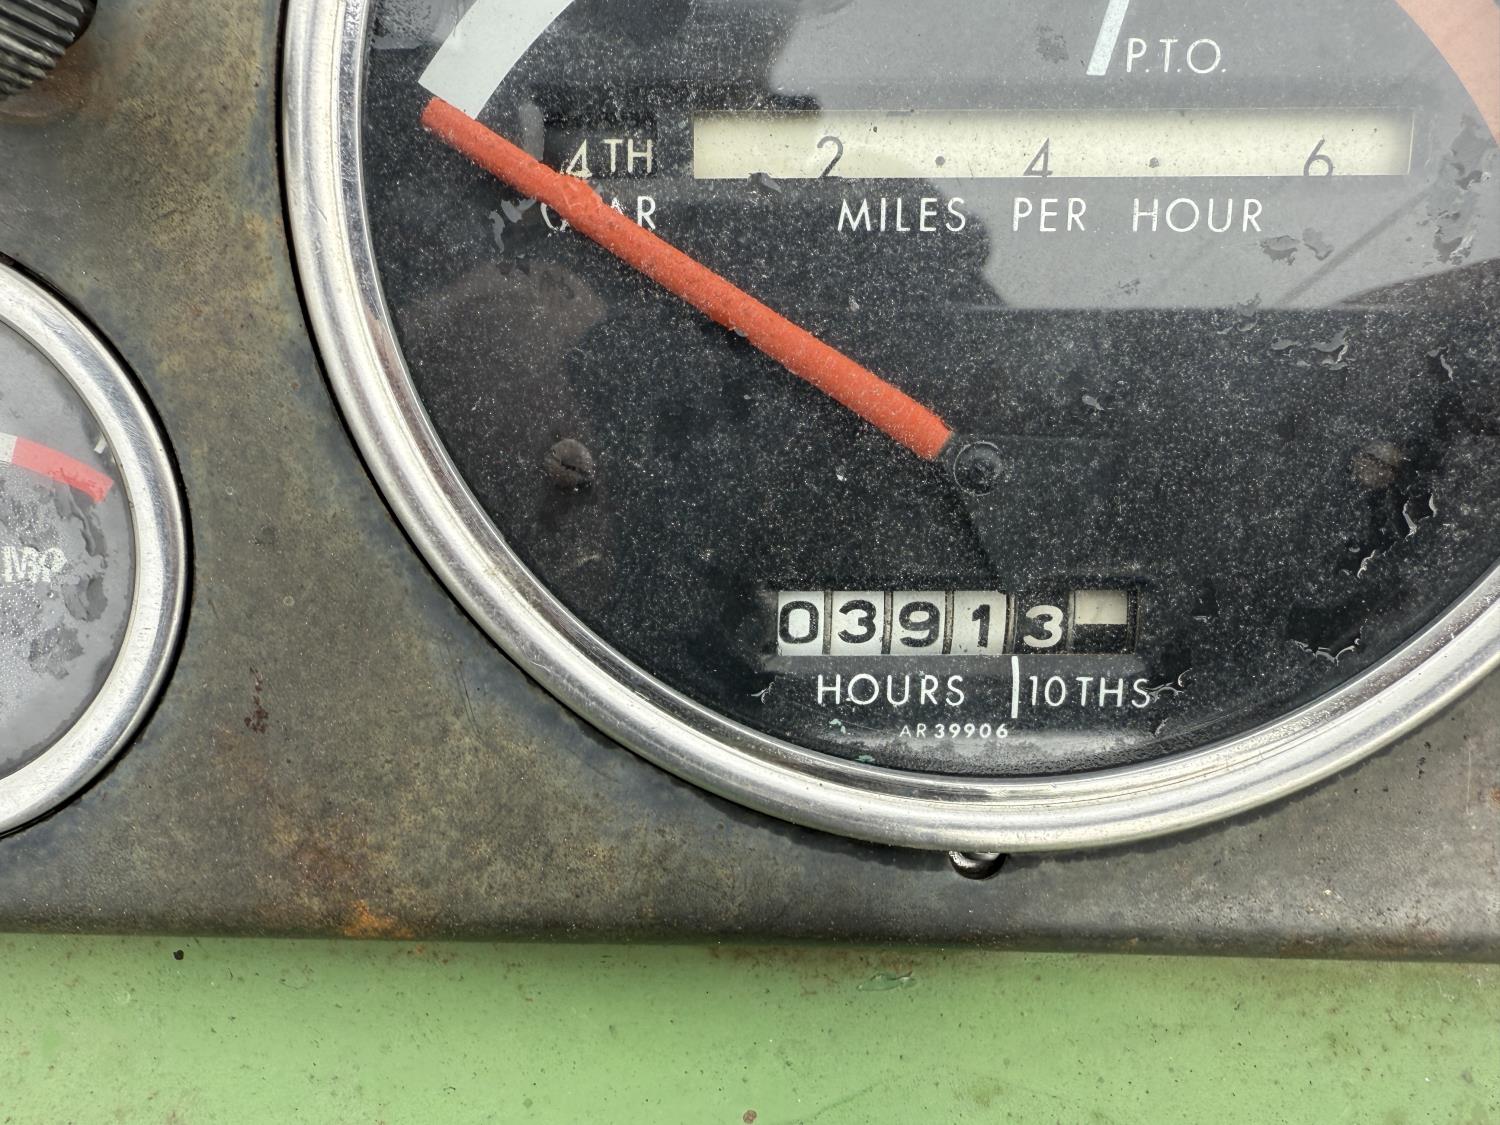 P.T.O.
4TH
2 · 4 · 6
MILES PER HOUR
03913
HOURS 10THS
AR39906